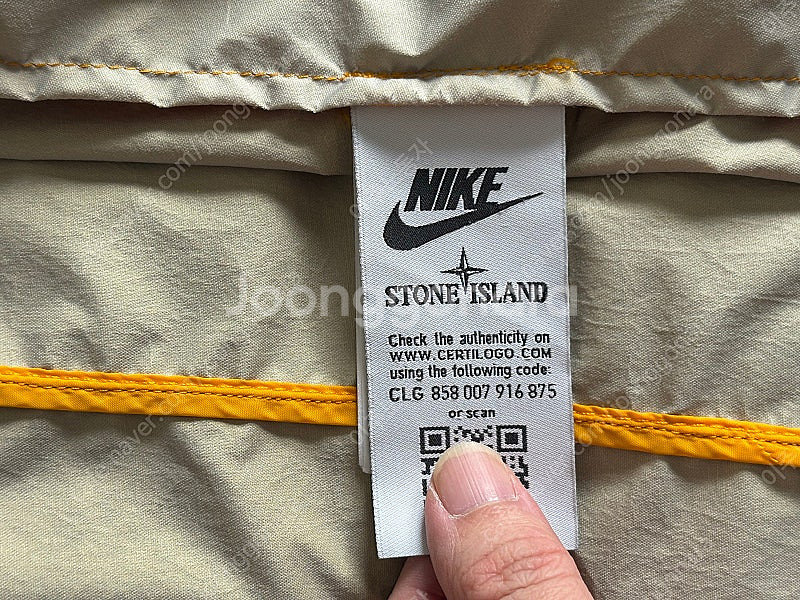 NIKE
STONE ISLAND
Check the authenticity on
WWW.CERTILOGO.COM
using the following code:
CLG 858 007 916 875
or scan
Joongonara